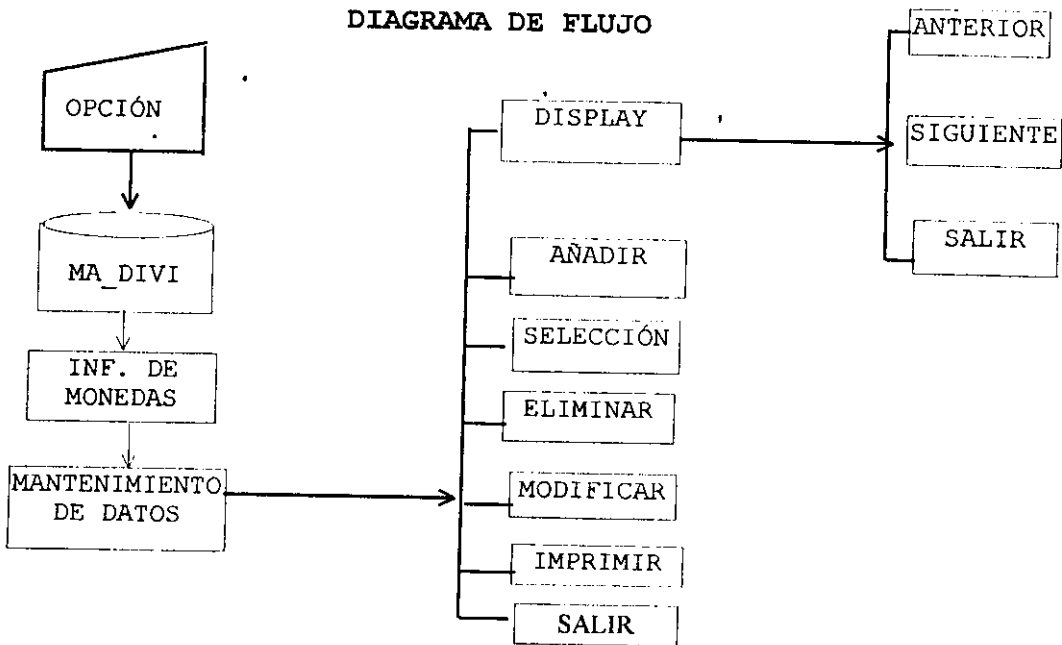 DIAGRAMA DE FLUJO
OPCIÓN
MA_DIVI
INF. DE
MONEDAS
MANTENIMIENTO
DE DATOS
DISPLAY
AÑADIR
SELECCIÓN
ELIMINAR
MODIFICAR
IMPRIMIR
SALIR
ANTERIOR
SIGUIENTE
SALIR